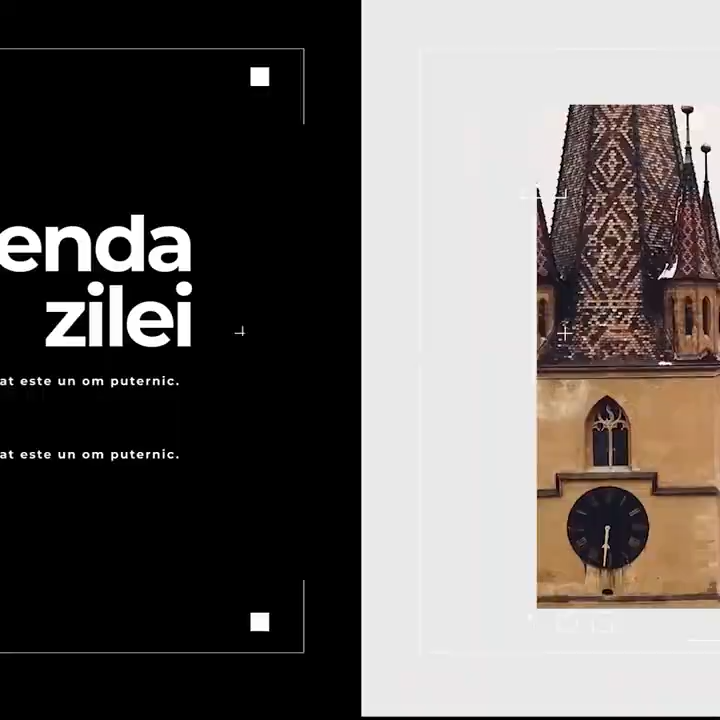 enda
zilei
at este un om puternic.
at este un om puternic.